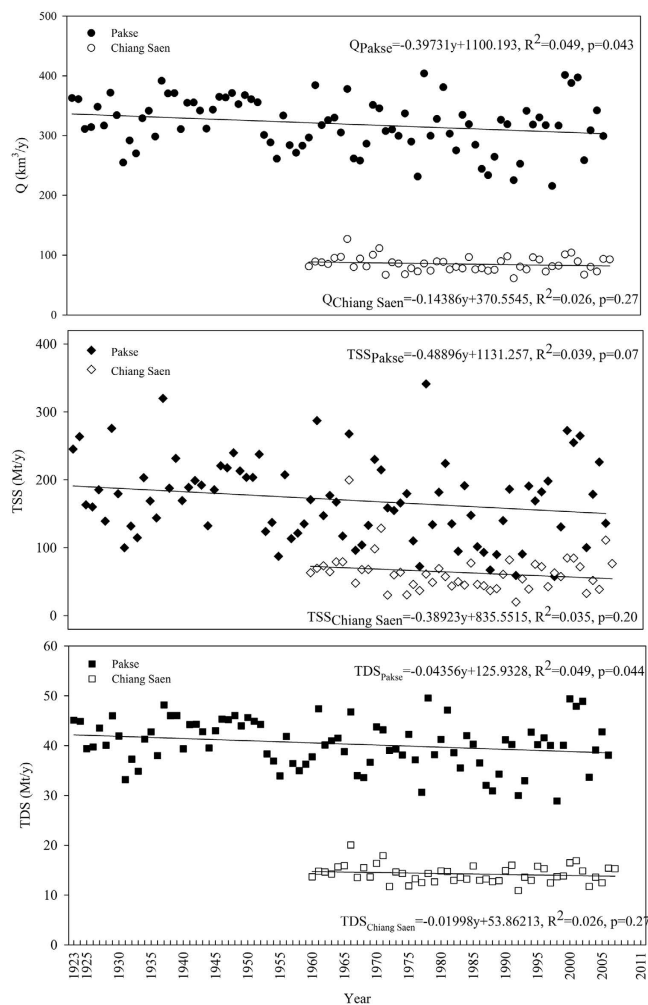 Pakse
Chiang Saen
QPakse=-0.39731y+1100.193, R2=0.049, p=0.043
500
400
300
200
100
0
Q (km3/y)
QChiang Saen=-0.14386y+370.5545, R2=0.026, p=0.27
Pakse
Chiang Saen
TSSPakse=-0.48896y+1131.257, R2=0.039, p=0.07
400
300
200
100
0
TSS (Mt/y)
TSSChiang Saen=-0.38923y+835.5515, R2=0.035, p=0.20
Pakse
Chiang Saen
TDSPakse=-0.04356y+125.9328, R2=0.049, p=0.044
60
50
40
30
20
10
0
TDS (Mt/y)
TDSChiang Saen=-0.01998y+53.86213, R2=0.026, p=0.27
1923 1925 1930 1935 1940 1945 1950 1955 1960 1965 1970 1975 1980 1985 1990 1995 2000 2005 2011
Year